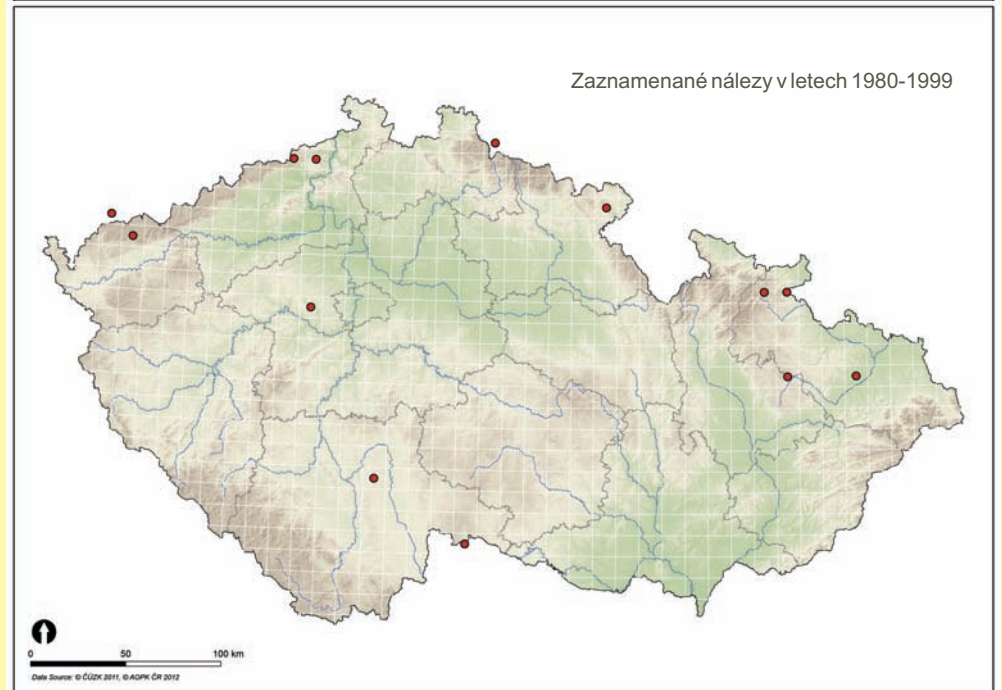 Zaznamenané nálezy v letech 1980-1999
0 50 100 km
Data Source: © ČÚZK 2011, © AOPK ČR 2012